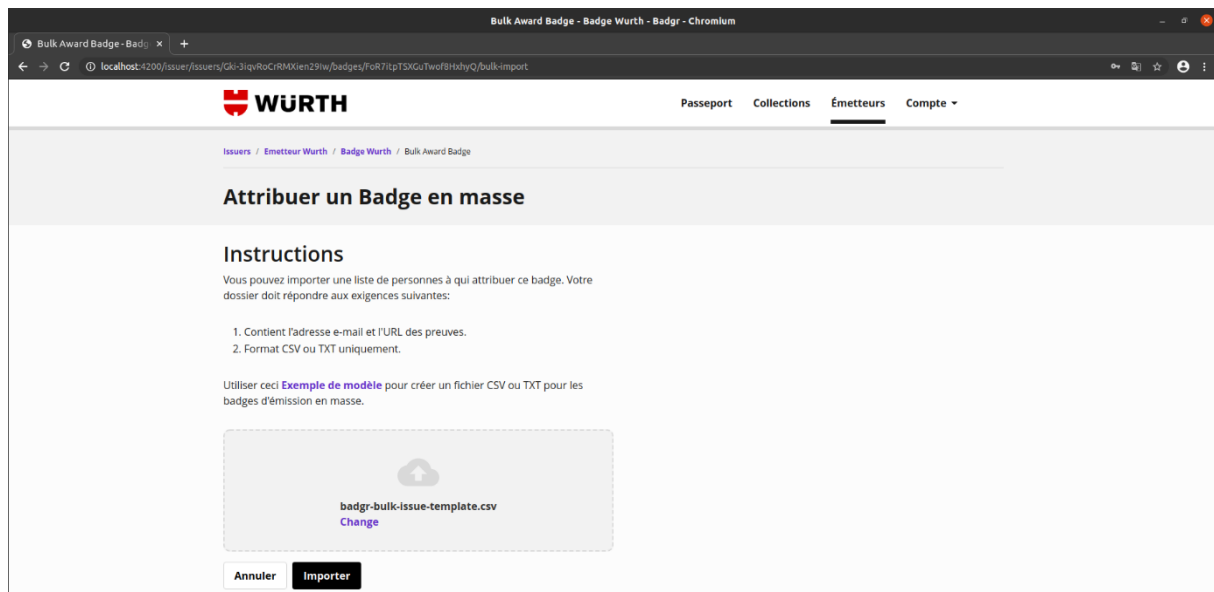 Bulk Award Badge - Badge Wurth - Badgr - Chromium
Bulk Award Badge - Badg
localhost:4200/issuer/issuers/Gki-3iqvRoCrRMXien29Iw/badges/FoR7itpTSXGuTwof8HxhyQ/bulk-import
WÜRTH
Passeport Collections Émetteurs Compte
Issuers / Emetteur Wurth / Badge Wurth / Bulk Award Badge
Attribuer un Badge en masse
Instructions
Vous pouvez importer une liste de personnes à qui attribuer ce badge. Votre
dossier doit répondre aux exigences suivantes:
1. Contient l'adresse e-mail et l'URL des preuves.
2. Format CSV ou TXT uniquement.
Utiliser ceci Exemple de modèle pour créer un fichier CSV ou TXT pour les
badges d'émission en masse.
badgr-bulk-issue-template.csv
Change
Annuler Importer